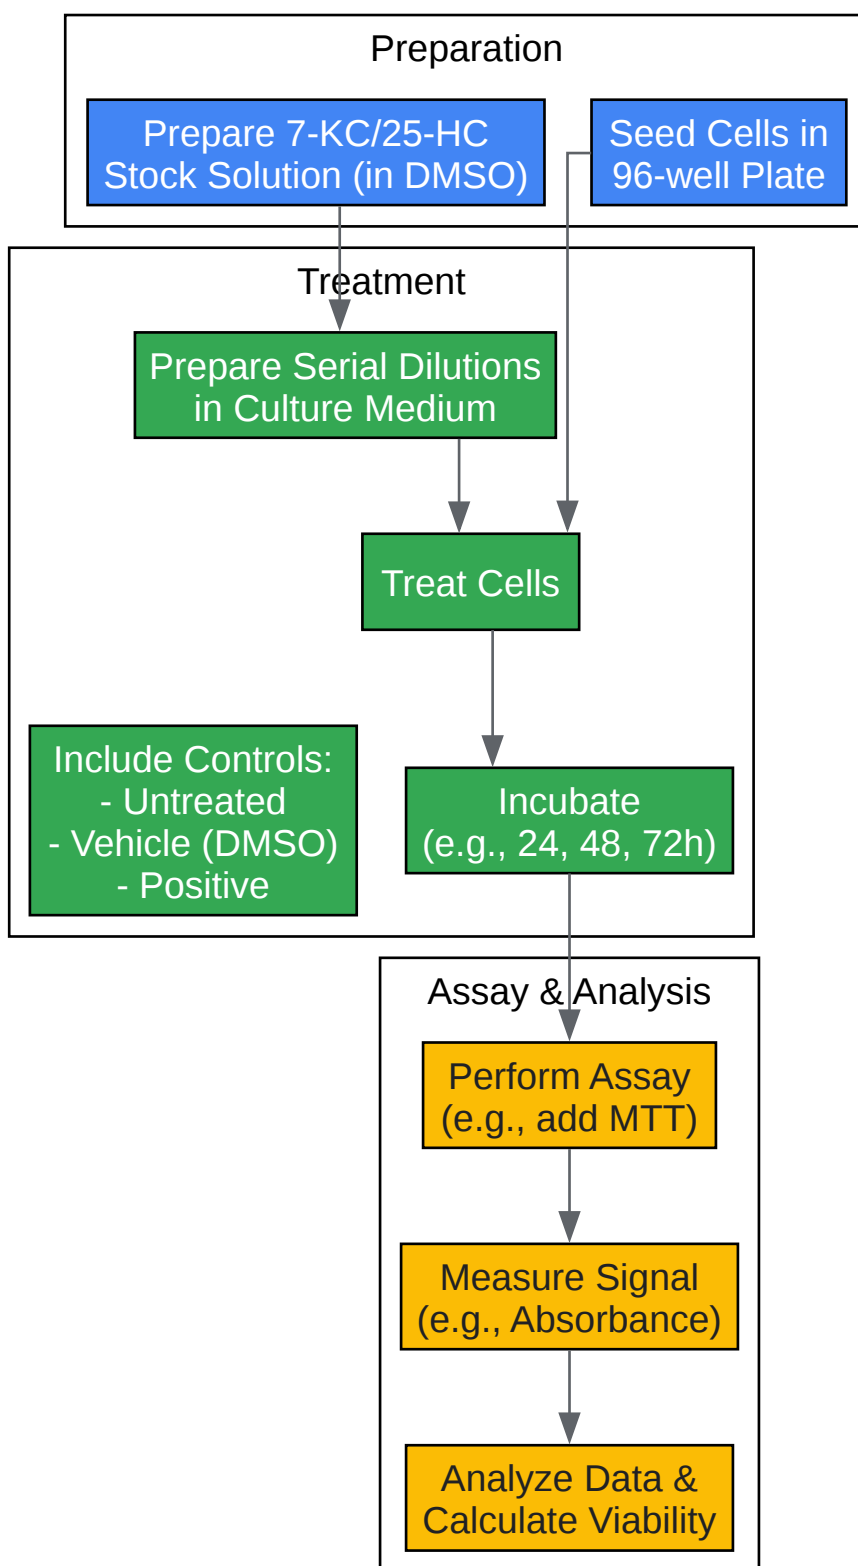 Preparation
Prepare 7-KC/25-HC
Stock Solution (in DMSO)
Seed Cells in
96-well Plate
Treatment
Prepare Serial Dilutions
in Culture Medium
Treat Cells
Include Controls:
- Untreated
- Vehicle (DMSO)
- Positive
Incubate
(e.g., 24, 48, 72h)
Assay & Analysis
Perform Assay
(e.g., add MTT)
Measure Signal
(e.g., Absorbance)
Analyze Data &
Calculate Viability